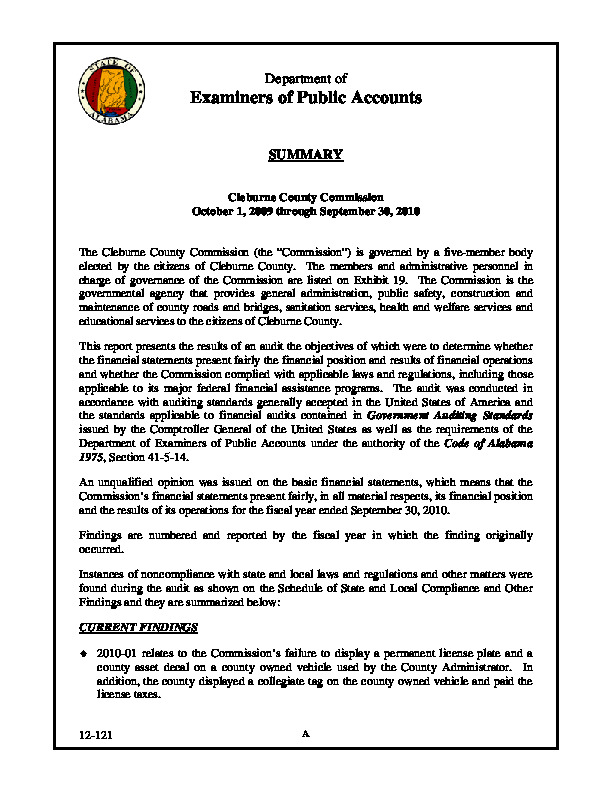 STATE OF
ALABAMA
Department of
Examiners of Public Accounts
SUMMARY
Cleburne County Commission
October 1, 2009 through September 30, 2010
The Cleburne County Commission (the "Commission") is governed by a five-member body
elected by the citizens of Cleburne County. The members and administrative personnel in
charge of governance of the Commission are listed on Exhibit 19. The Commission is the
governmental agency that provides general administration, public safety, construction and
maintenance of county roads and bridges, sanitation services, health and welfare services and
educational services to the citizens of Cleburne County.
This report presents the results of an audit the objectives of which were to determine whether
the financial statements present fairly the financial position and results of financial operations
and whether the Commission complied with applicable laws and regulations, including those
applicable to its major federal financial assistance programs. The audit was conducted in
accordance with auditing standards generally accepted in the United States of America and
the standards applicable to financial audits contained in Government Auditing Standards
issued by the Comptroller General of the United States as well as the requirements of the
Department of Examiners of Public Accounts under the authority of the Code of Alabama
1975, Section 41-5-14.
An unqualified opinion was issued on the basic financial statements, which means that the
Commission's financial statements present fairly, in all material respects, its financial position
and the results of its operations for the fiscal year ended September 30, 2010.
Findings are numbered and reported by the fiscal year in which the finding originally
occurred.
Instances of noncompliance with state and local laws and regulations and other matters were
found during the audit as shown on the Schedule of State and Local Compliance and Other
Findings and they are summarized below:
CURRENT FINDINGS
♦ 2010-01 relates to the Commission's failure to display a permanent license plate and a
county asset decal on a county owned vehicle used by the County Administrator. In
addition, the county displayed a collegiate tag on the county owned vehicle and paid the
license taxes.
12-121
A